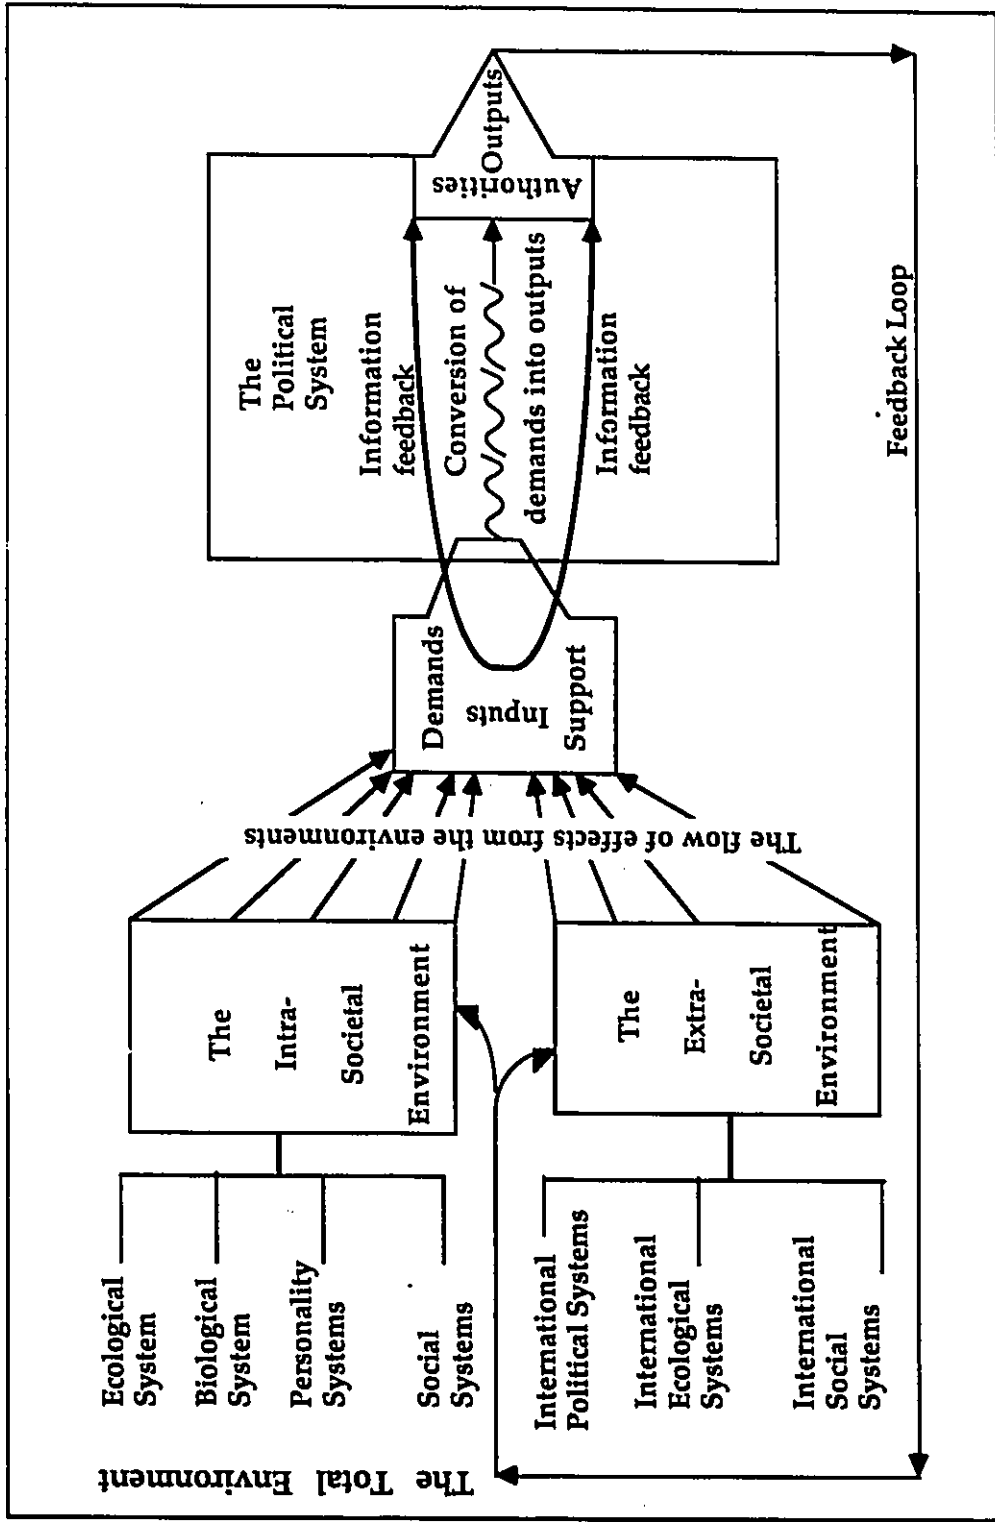 The Total Environment
Ecological
System
Biological
System
Personality
Systems
Social
Systems
International
Political Systems
International
Ecological
Systems
International
Social
Systems
The
Intra-
Societal
Environment
The
Extra-
Societal
Environment
The flow of effects from the environments
Demands
Inputs
Support
The
Political
System
Information
feedback
Conversion of
demands into outputs
Information
feedback
Authorities
Outputs
Feedback Loop